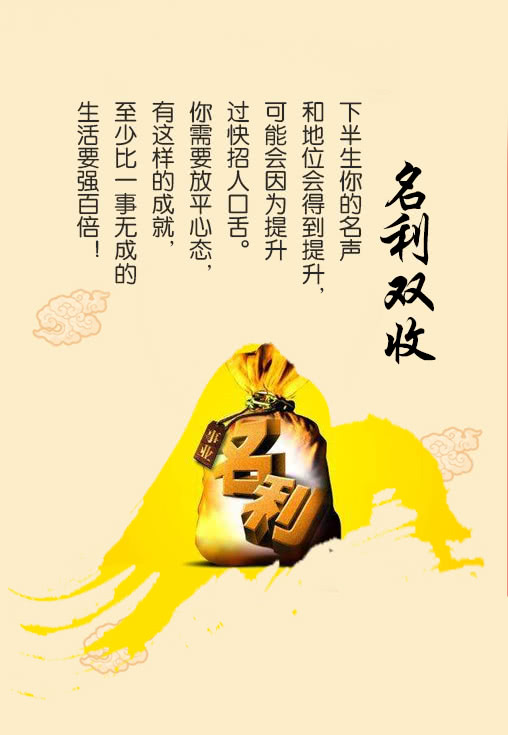 名利双收
下半生你的名声
和地位会得到提升，
可能会因为提升
过快招人口舌。
你需要放平心态，
有这样的成就，
至少比一事无成的
生活要强百倍！
事业
名利